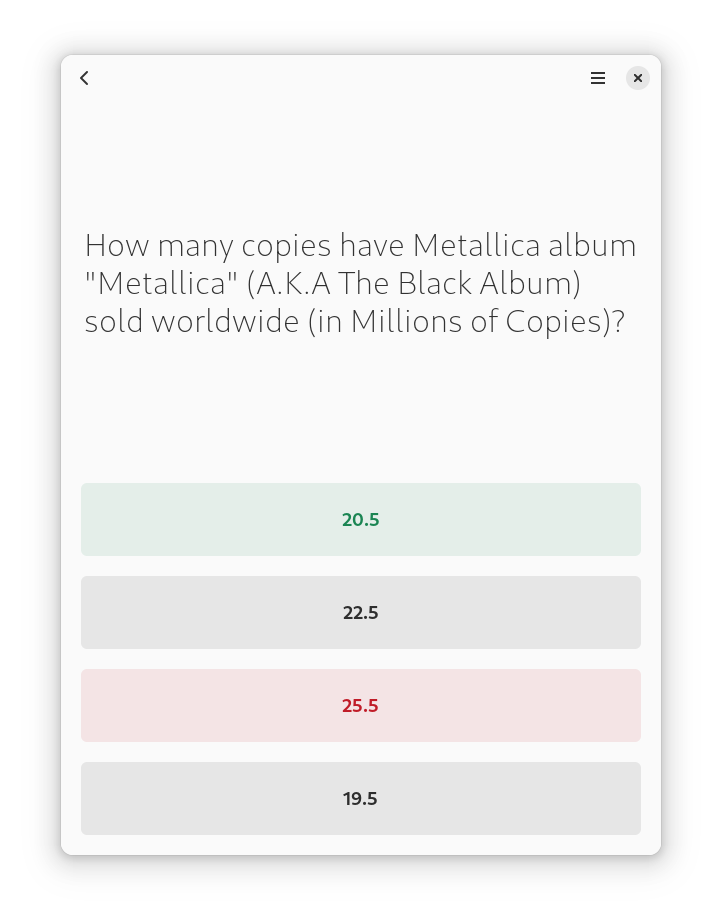 How many copies have Metallica album
"Metallica" (A.K.A The Black Album)
sold worldwide (in Millions of Copies)?
20.5
22.5
25.5
19.5